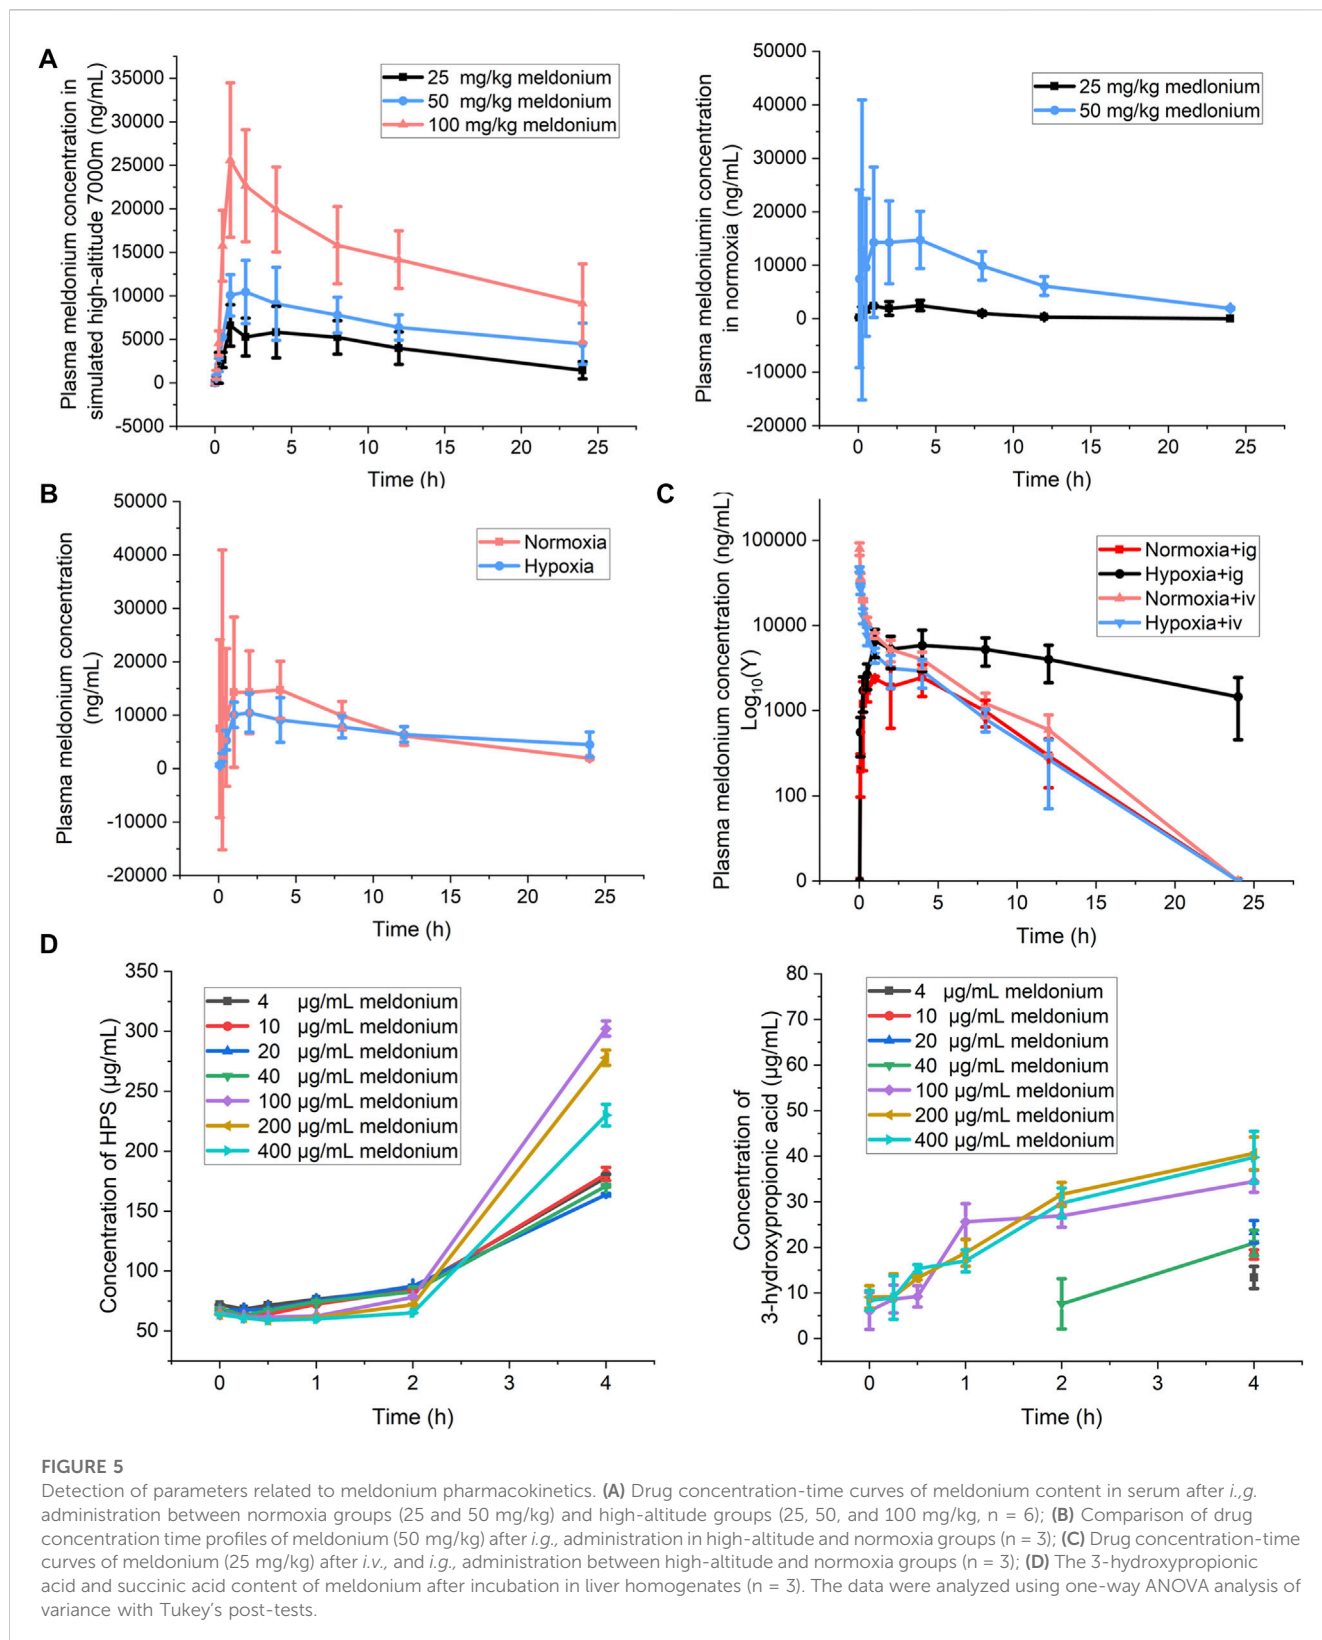 A
Plasma meldonium concentration in
simulated high-altitude 7000m (ng/mL)
35000
30000
25000
20000
15000
10000
5000
0
-5000
25 mg/kg meldonium
50 mg/kg meldonium
100 mg/kg meldonium
0 5 10 15 20 25
Time (h)
Plasma meldoniumin concentration
in normoxia (ng/mL)
50000
40000
30000
20000
10000
0
-10000
-20000
25 mg/kg medlonium
50 mg/kg medlonium
0 5 10 15 20 25
Time (h)
B
Plasma meldonium concentration
(ng/mL)
50000
40000
30000
20000
10000
0
-10000
-20000
Normoxia
Hypoxia
0 5 10 15 20 25
Time (h)
C
Plasma meldonium concentration (ng/mL)
Log10(Y)
100000
10000
1000
100
0
Normoxia+ig
Hypoxia+ig
Normoxia+iv
Hypoxia+iv
0 5 10 15 20 25
Time (h)
D
Concentration of HPS (µg/mL)
350
300
250
200
150
100
50
4 µg/mL meldonium
10 µg/mL meldonium
20 µg/mL meldonium
40 µg/mL meldonium
100 µg/mL meldonium
200 µg/mL meldonium
400 µg/mL meldonium
0 1 2 3 4
Time (h)
Concentration of
3-hydroxypropionic acid (µg/mL)
80
70
60
50
40
30
20
10
0
4 µg/mL meldonium
10 µg/mL meldonium
20 µg/mL meldonium
40 µg/mL meldonium
100 µg/mL meldonium
200 µg/mL meldonium
400 µg/mL meldonium
0 1 2 3 4
Time (h)
FIGURE 5
Detection of parameters related to meldonium pharmacokinetics. (A) Drug concentration-time curves of meldonium content in serum after i.,g.
administration between normoxia groups (25 and 50 mg/kg) and high-altitude groups (25, 50, and 100 mg/kg, n = 6); (B) Comparison of drug
concentration time profiles of meldonium (50 mg/kg) after i.g., administration in high-altitude and normoxia groups (n = 3); (C) Drug concentration-time
curves of meldonium (25 mg/kg) after i.v., and i.g., administration between high-altitude and normoxia groups (n = 3); (D) The 3-hydroxypropionic
acid and succinic acid content of meldonium after incubation in liver homogenates (n = 3). The data were analyzed using one-way ANOVA analysis of
variance with Tukey's post-tests.